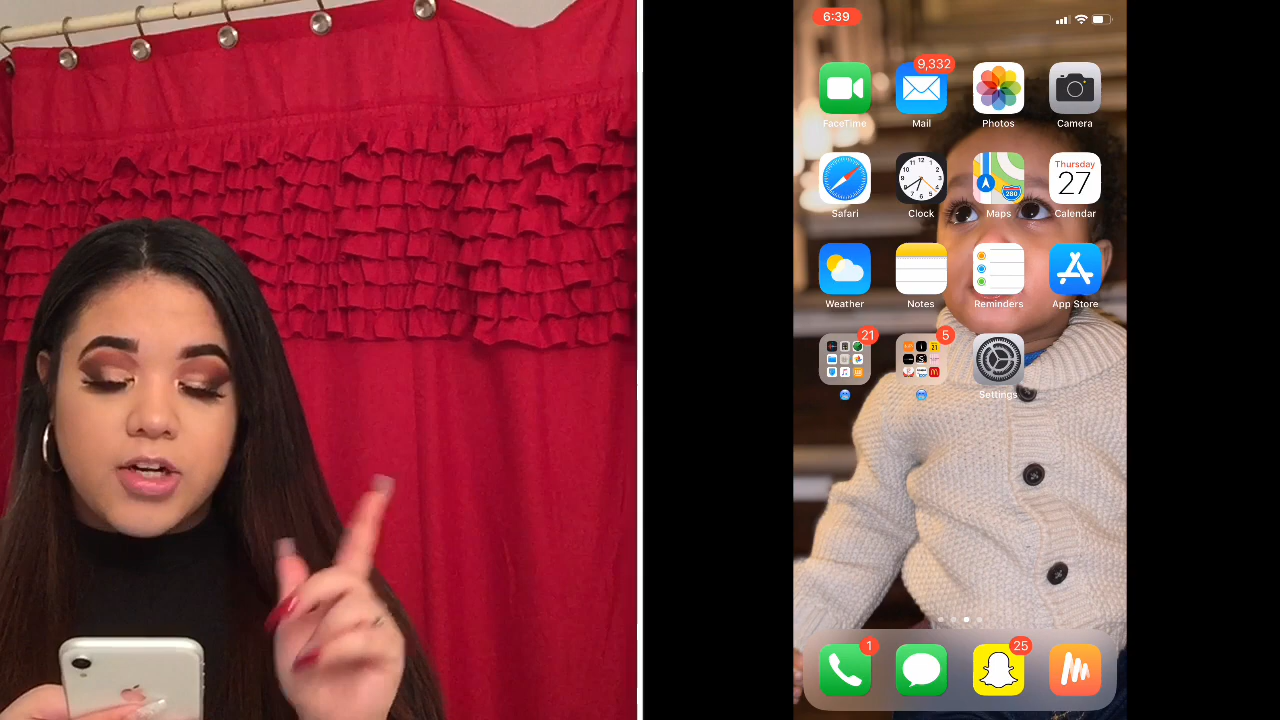 6:39
9,332
FaceTime Mail Photos Camera
Thursday
27
280
Safari Clock Maps Calendar
Weather Notes Reminders App Store
21 5
Settings
1 25